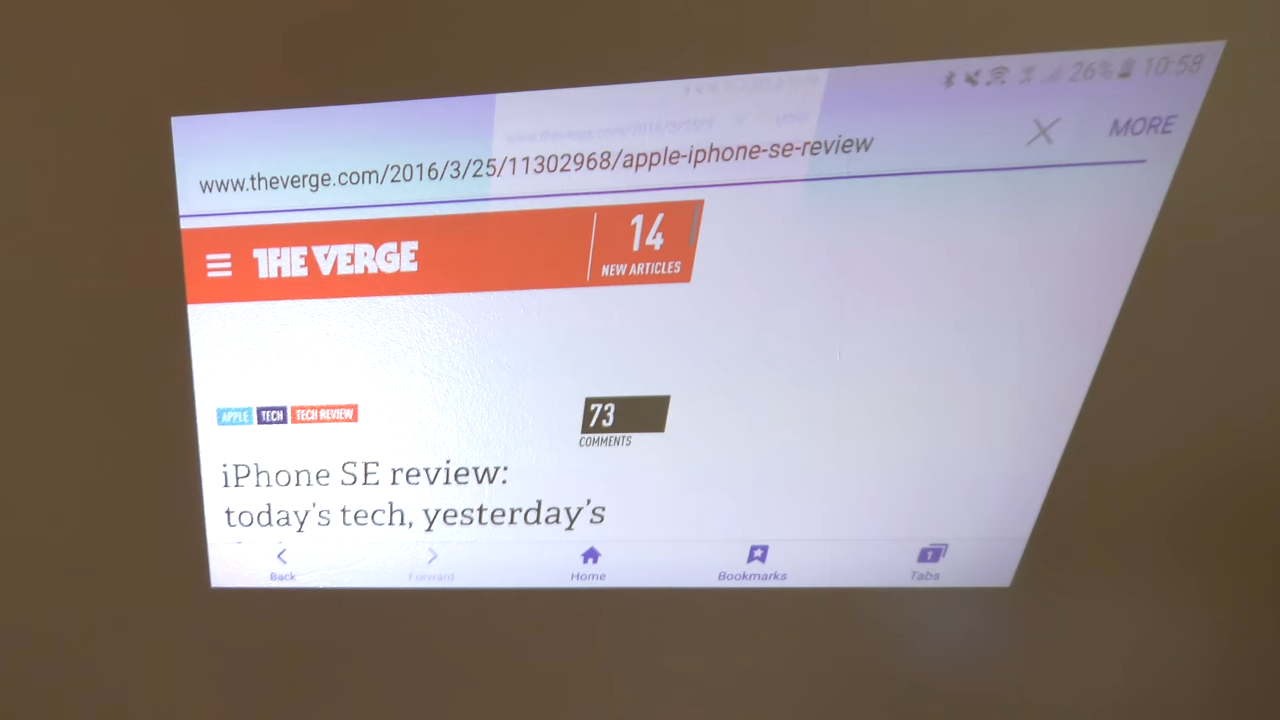 26% 10:58
www.theverge.com/2016/3/25/11302968/apple-iphone-se-review
MORE
THE VERGE
14
NEW ARTICLES
APPLE TECH TECH REVIEW
73
COMMENTS
iPhone SE review:
today's tech, yesterday's
Back Forward Home Bookmarks 1 Tabs